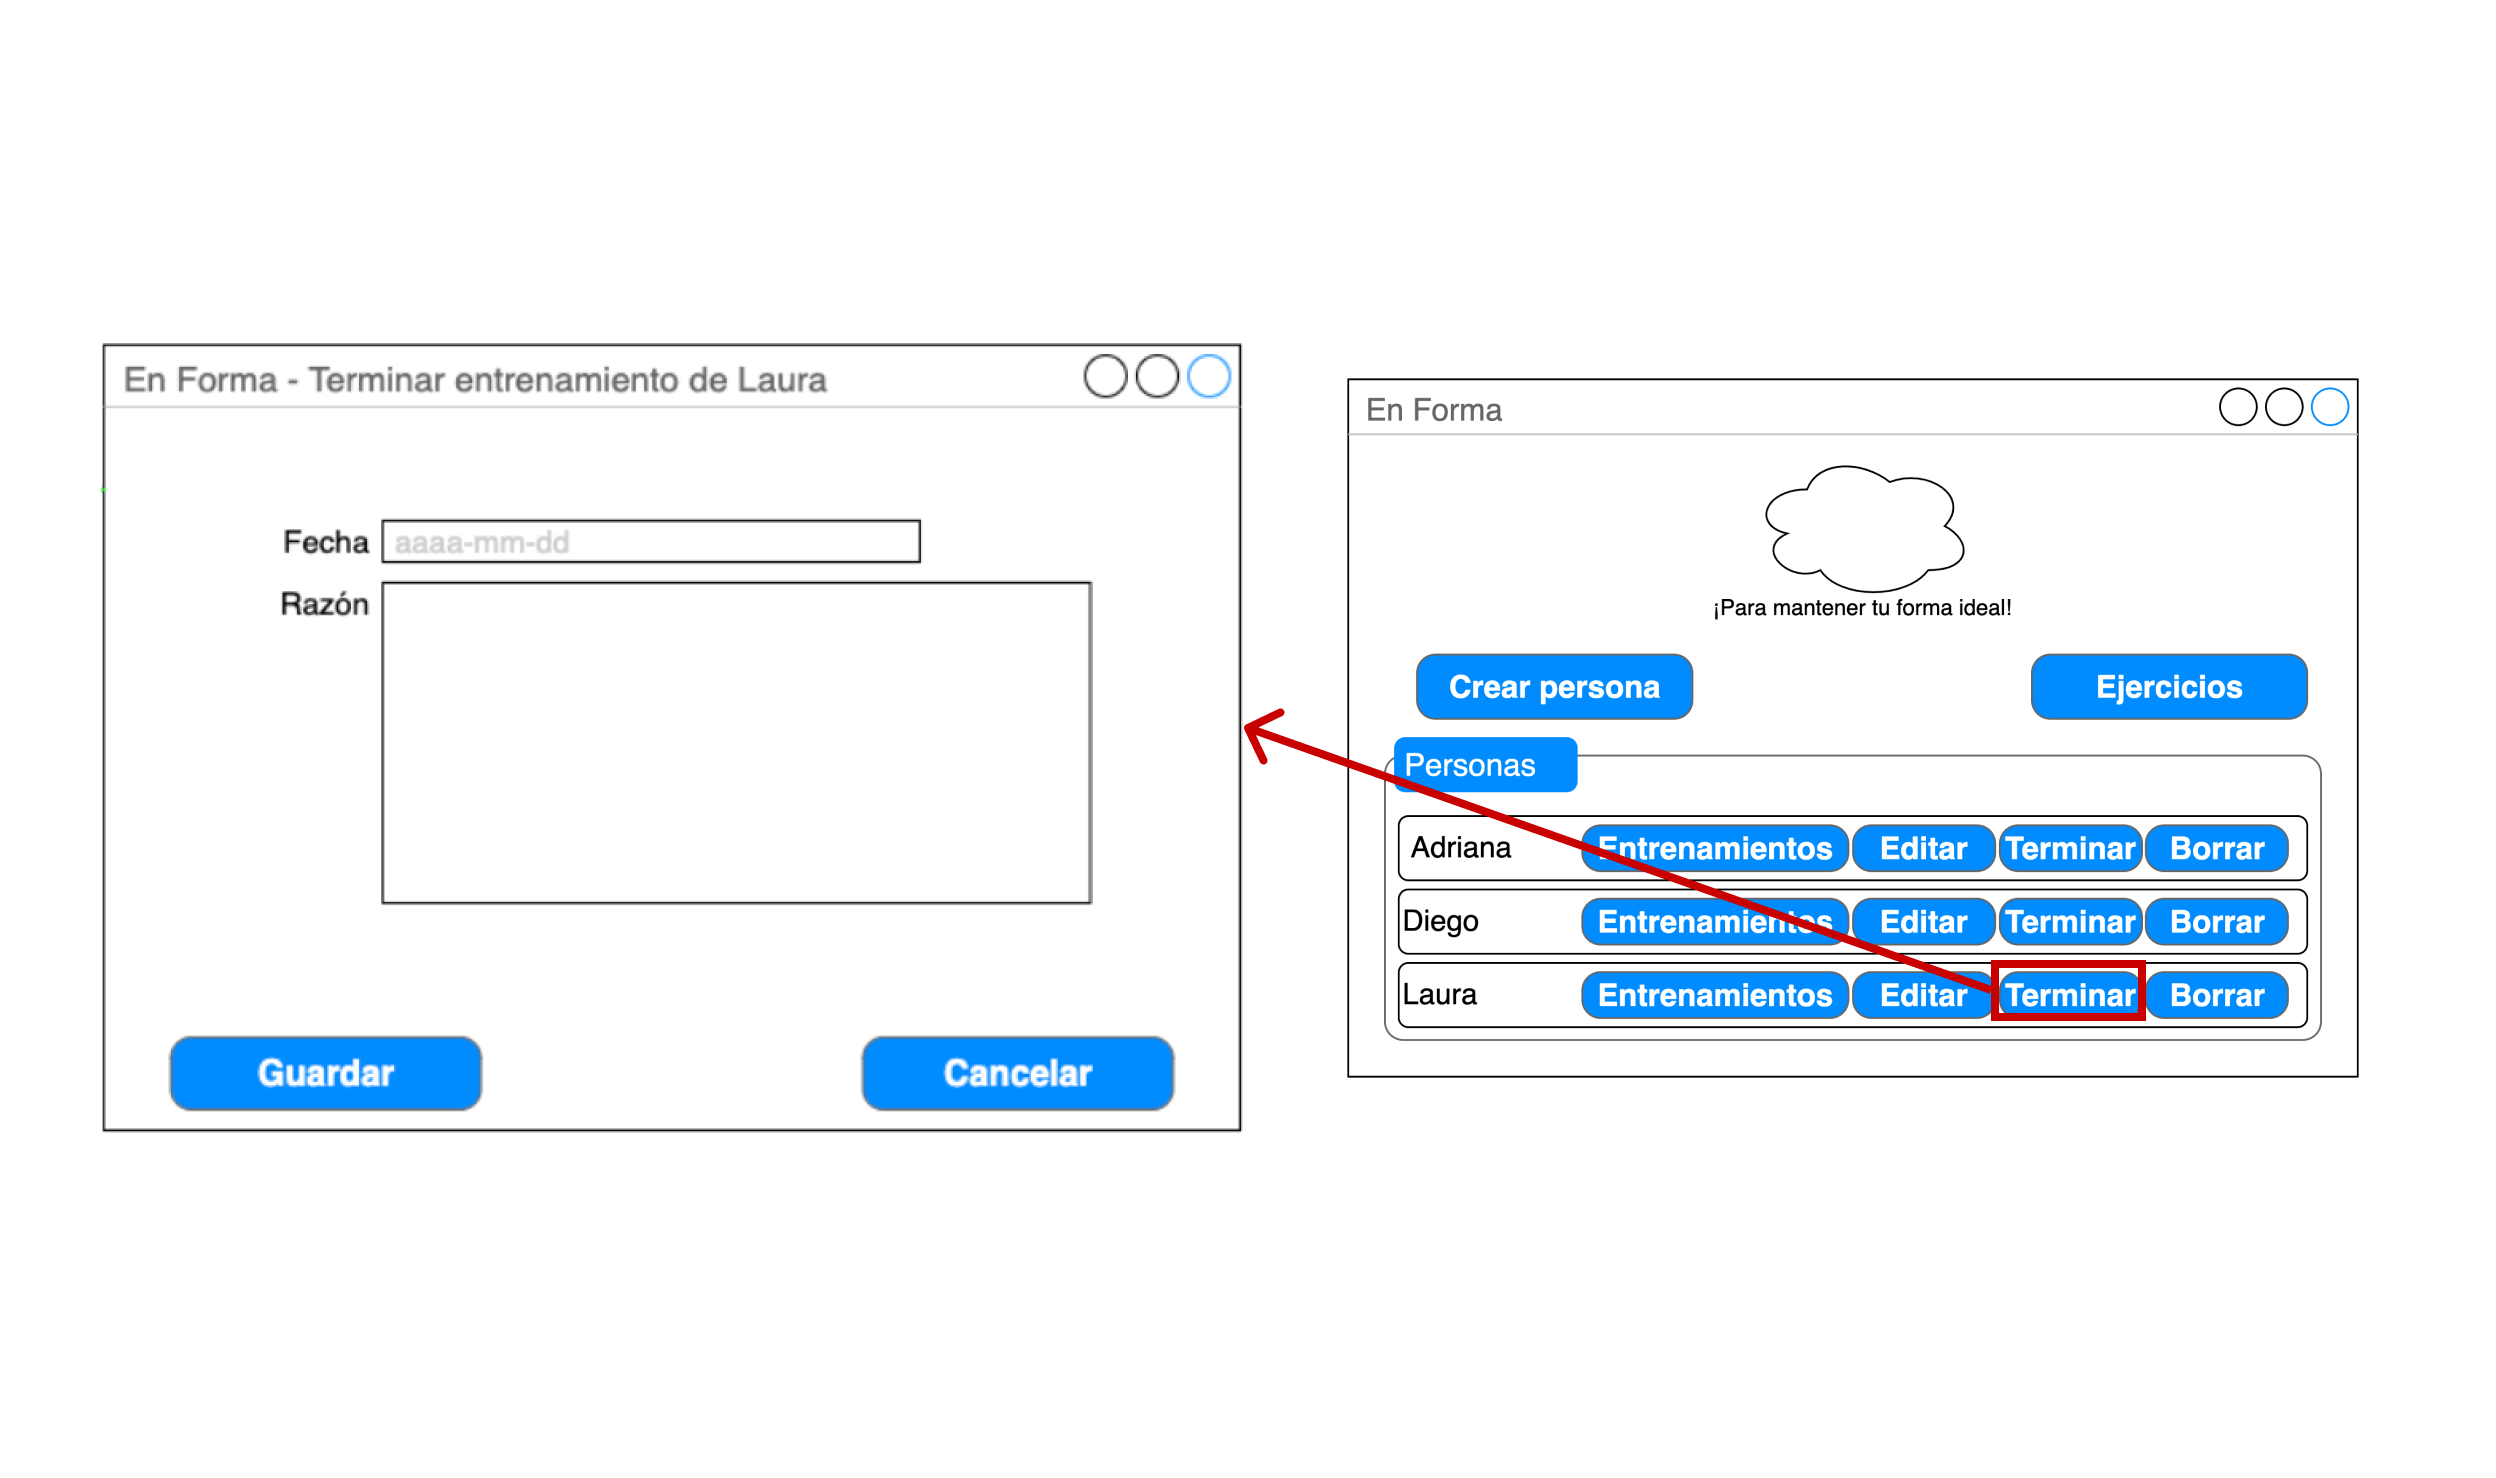 En Forma - Terminar entrenamiento de Laura
Fecha aaaa-mm-dd
Razón
Guardar Cancelar
En Forma
¡Para mantener tu forma ideal!
Crear persona Ejercicios
Personas
Adriana Entrenamientos Editar Terminar Borrar
Diego Entrenamientos Editar Terminar Borrar
Laura Entrenamientos Editar Terminar Borrar